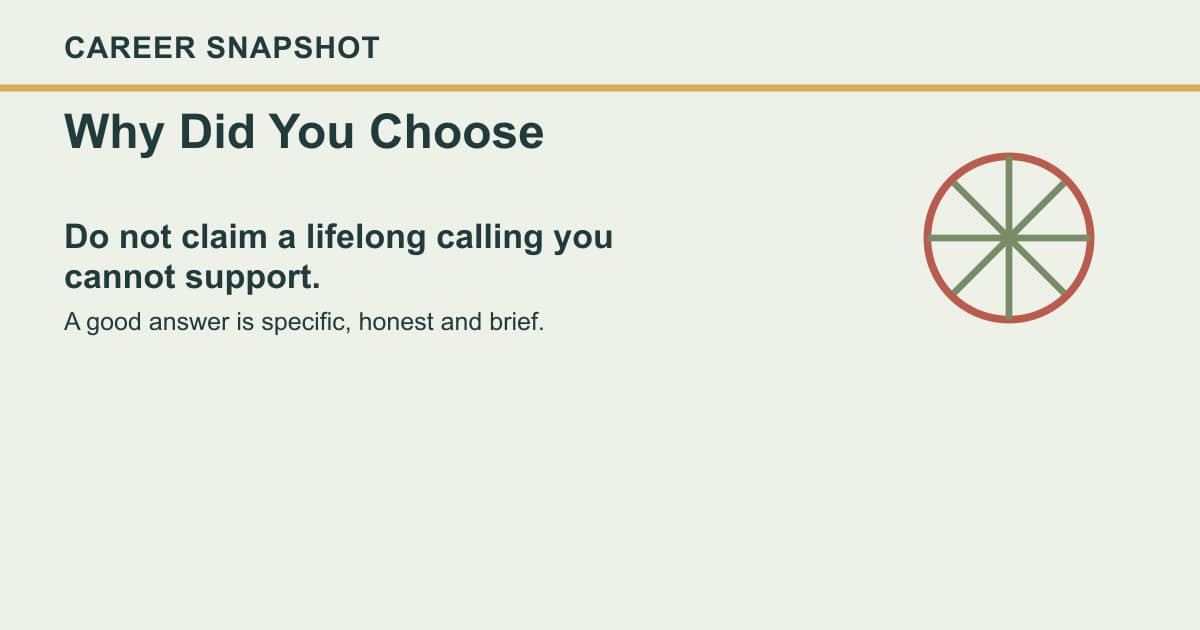 CAREER SNAPSHOT
Why Did You Choose
Do not claim a lifelong calling you
cannot support.
A good answer is specific, honest and brief.